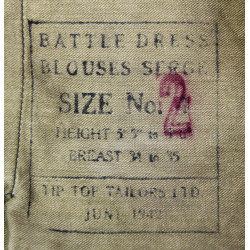 BATTLE DRESS
BLOUSES SERGE
SIZE No. 2
HEIGHT 5'5" to
BREAST 34 to 35
TIP TOP TAILORS LTD
JUNE 1942